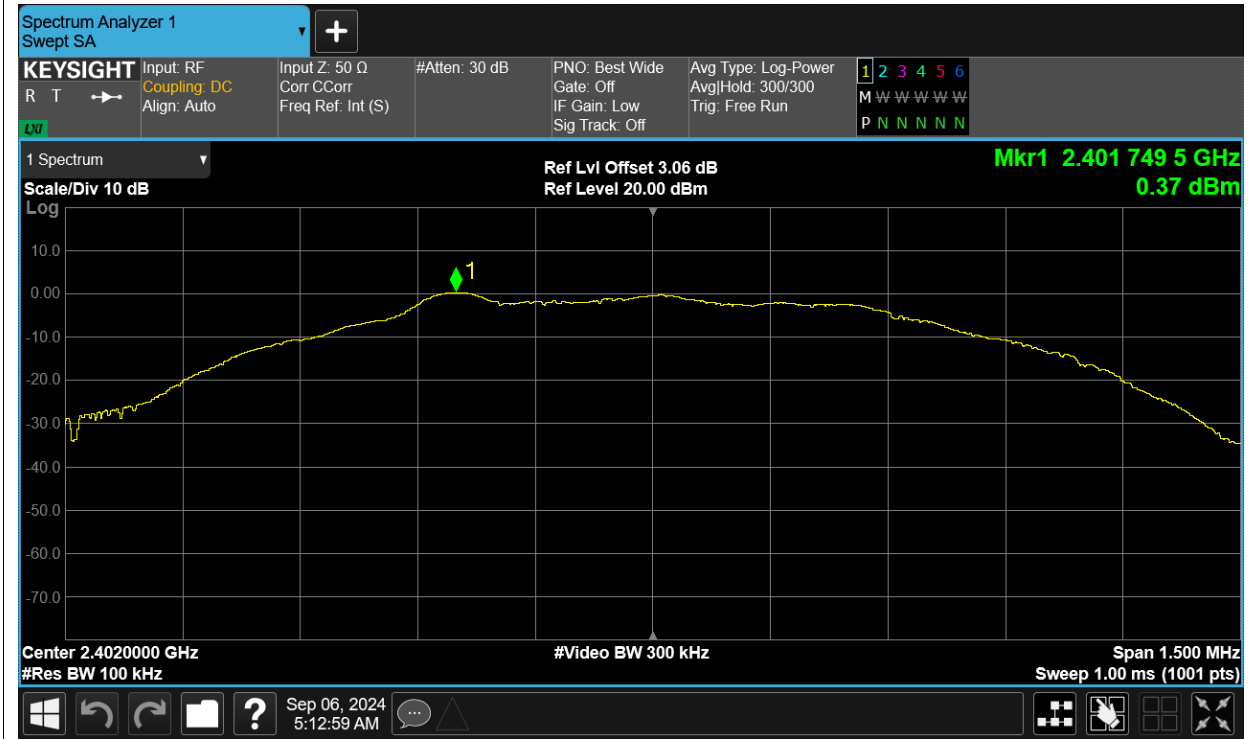 Spectrum Analyzer 1
Swept SA
KEYSIGHT
R T
LXI
Input: RF
Coupling: DC
Align: Auto
Input Z: 50 Ω
Corr CCorr
Freq Ref: Int (S)
#Atten: 30 dB
PNO: Best Wide
Gate: Off
IF Gain: Low
Sig Track: Off
Avg Type: Log-Power
Avg|Hold: 300/300
Trig: Free Run
1 2 3 4 5 6
M W W W W W
P N N N N N
1 Spectrum
Scale/Div 10 dB
Log
Ref Lvl Offset 3.06 dB
Ref Level 20.00 dBm
Mkr1 2.401 749 5 GHz
0.37 dBm
10.0
1
0.00
-10.0
-20.0
-30.0
-40.0
-50.0
-60.0
-70.0
Center 2.4020000 GHz
#Res BW 100 kHz
#Video BW 300 kHz
Span 1.500 MHz
Sweep 1.00 ms (1001 pts)
?
Sep 06, 2024
5:12:59 AM